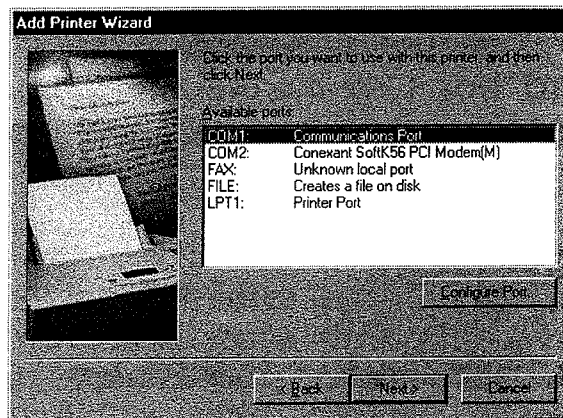 Add Printer Wizard
Click the port you want to use with this printer, and then
click Next.
Available ports:
COM1: Communications Port
COM2: Conexant SoftK56 PCI Modem(M)
FAX: Unknown local port
FILE: Creates a file on disk
LPT1: Printer Port
Configure Port...
< Back
Next >
Cancel